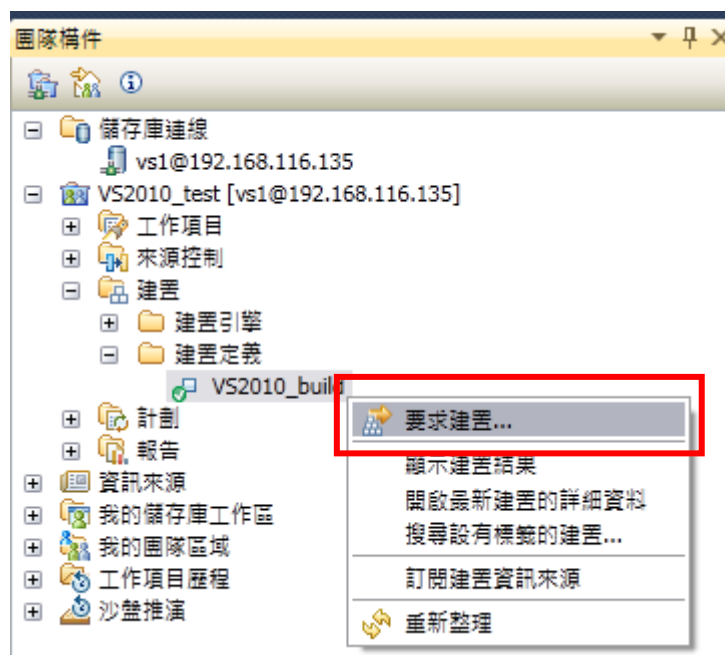 團隊構件
儲存庫連線
vs1@192.168.116.135
VS2010_test [vs1@192.168.116.135]
工作項目
來源控制
建置
建置引擎
建置定義
VS2010_build
要求建置...
計劃
顯示建置結果
報告
開啟最新建置的詳細資料
資訊來源
搜尋設有標籤的建置...
我的儲存庫工作區
我的團隊區域
訂閱建置資訊來源
工作項目歷程
重新整理
沙盤推演